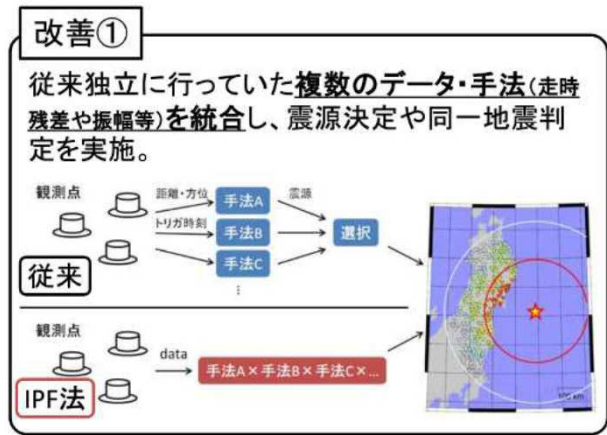 改善①
従来独立に行っていた複数のデータ・手法(走時
残差や振幅等)を統合し、震源決定や同一地震判
定を実施。
観測点
距離・方位
手法A
震源
トリガ時刻
手法B
選択
手法C
⋮
従来
観測点
data
手法A×手法B×手法C×...
IPF法
100 km